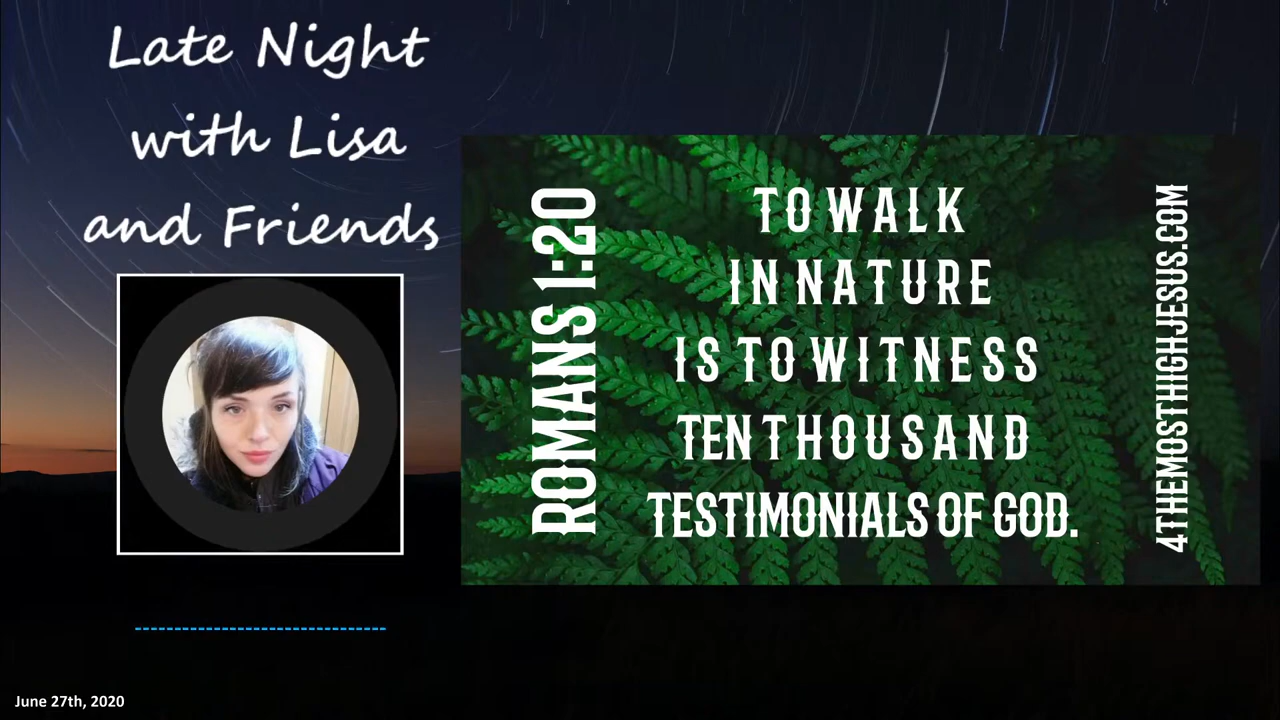 Late Night
with Lisa
and Friends
ROMANS 1:20
TO WALK
IN NATURE
IS TO WITNESS
TEN THOUSAND
TESTIMONIALS OF GOD.
4THEMOSTHIGHJESUS.COM
June 27th, 2020